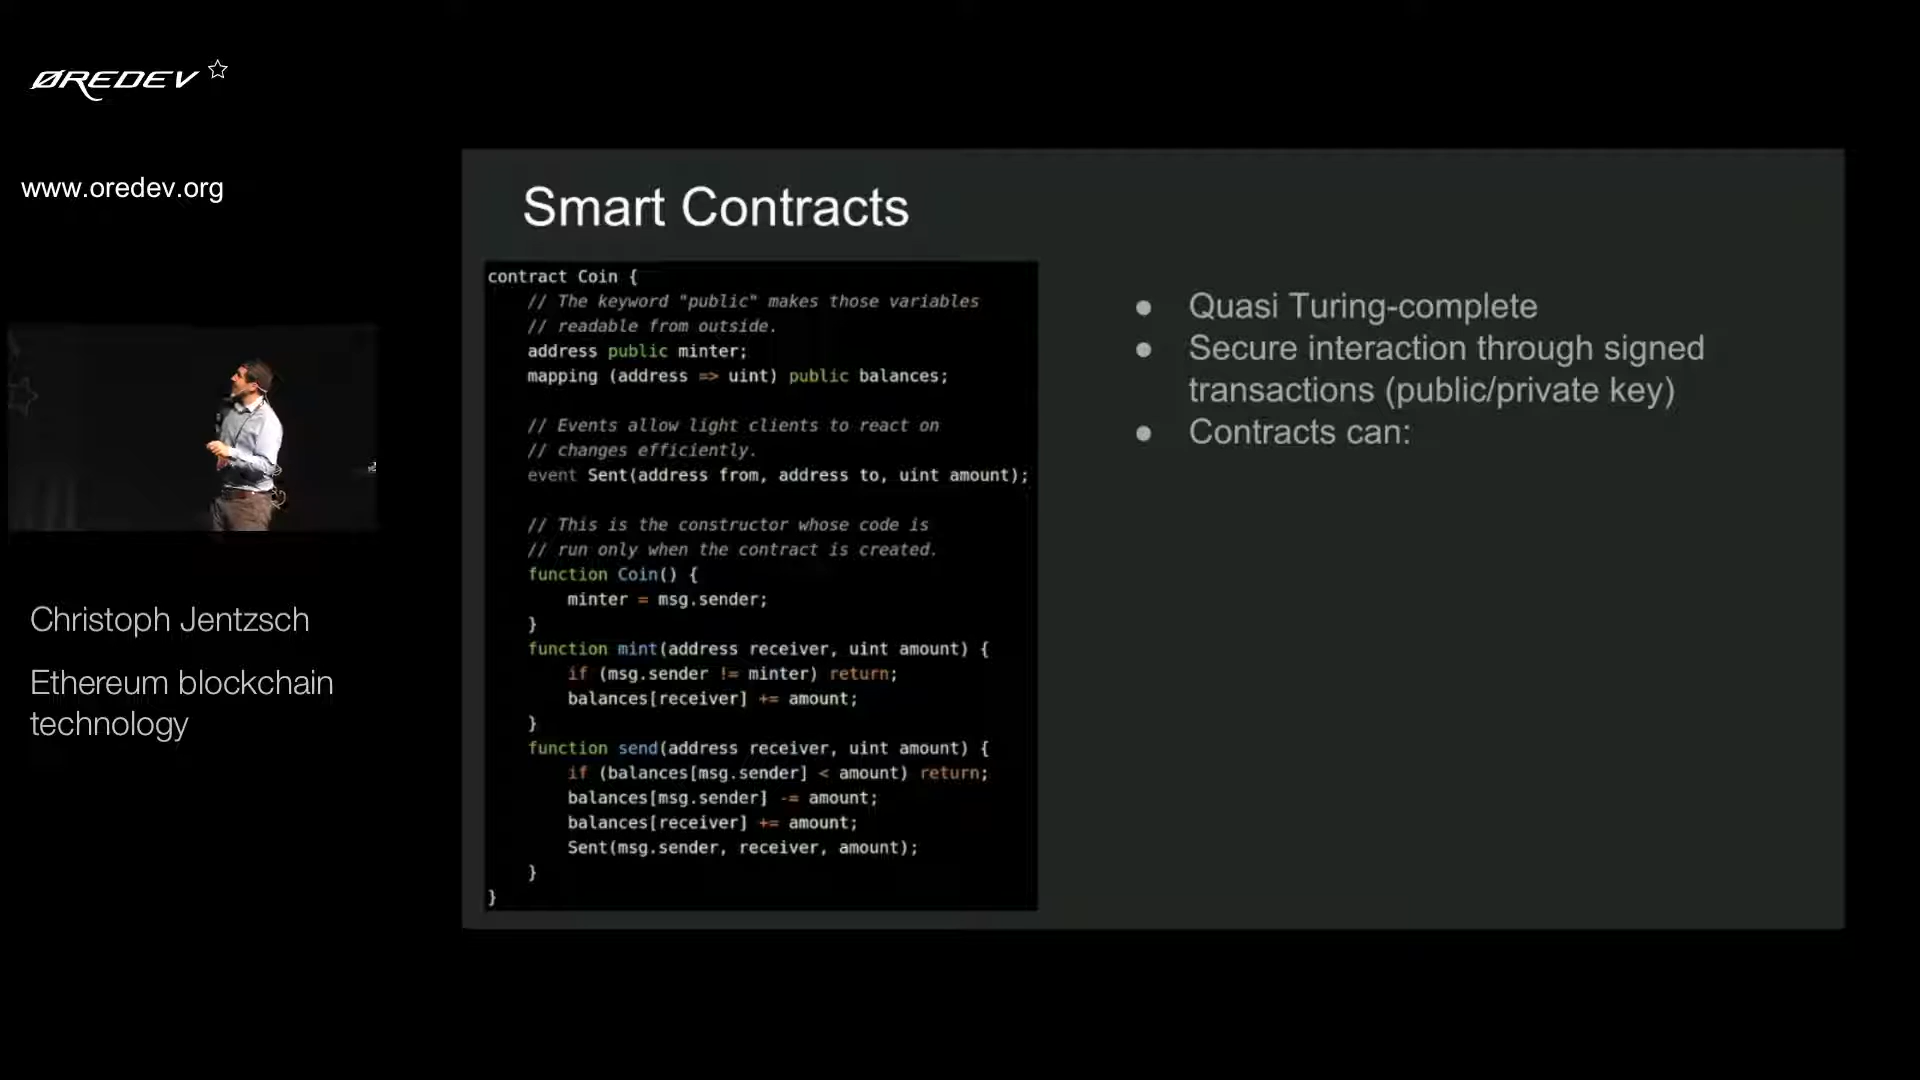 ØREDEV
www.oredev.org
Smart Contracts
contract Coin {
// The keyword "public" makes those variables
// readable from outside.
address public minter;
mapping (address => uint) public balances;
// Events allow light clients to react on
// changes efficiently.
event Sent(address from, address to, uint amount);
// This is the constructor whose code is
// run only when the contract is created.
function Coin() {
minter = msg.sender;
}
function mint(address receiver, uint amount) {
if (msg.sender != minter) return;
balances[receiver] += amount;
}
function send(address receiver, uint amount) {
if (balances[msg.sender] < amount) return;
balances[msg.sender] -= amount;
balances[receiver] += amount;
Sent(msg.sender, receiver, amount);
}
}
● Quasi Turing-complete
● Secure interaction through signed
transactions (public/private key)
● Contracts can:
Christoph Jentzsch
Ethereum blockchain
technology